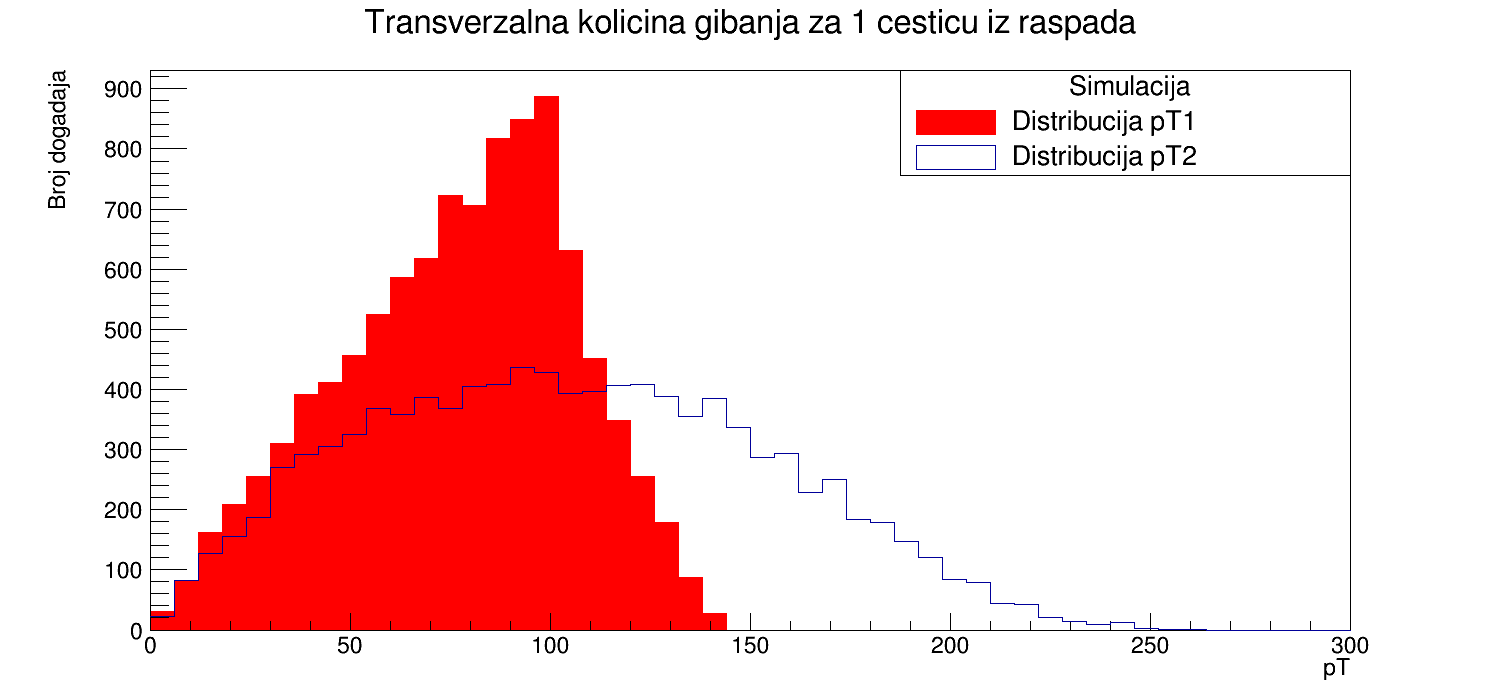 Transverzalna kolicina gibanja za 1 cesticu iz raspada
Broj dogadaja
Simulacija
Distribucija pT1
Distribucija pT2
900
800
700
600
500
400
300
200
100
0
0 50 100 150 200 250 300
pT